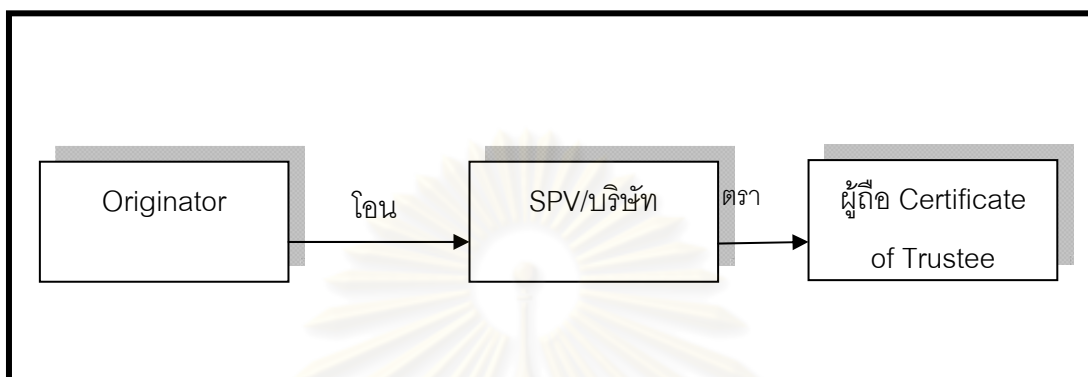 Originator
โอน
SPV/บริษัท
ตรา
ผู้ถือ Certificate
of Trustee